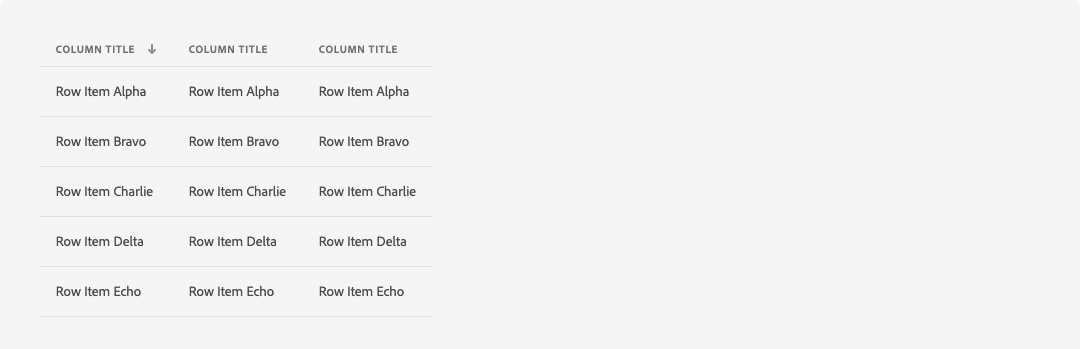 COLUMN TITLE COLUMN TITLE COLUMN TITLE
Row Item Alpha Row Item Alpha Row Item Alpha
Row Item Bravo Row Item Bravo Row Item Bravo
Row Item Charlie Row Item Charlie Row Item Charlie
Row Item Delta Row Item Delta Row Item Delta
Row Item Echo Row Item Echo Row Item Echo